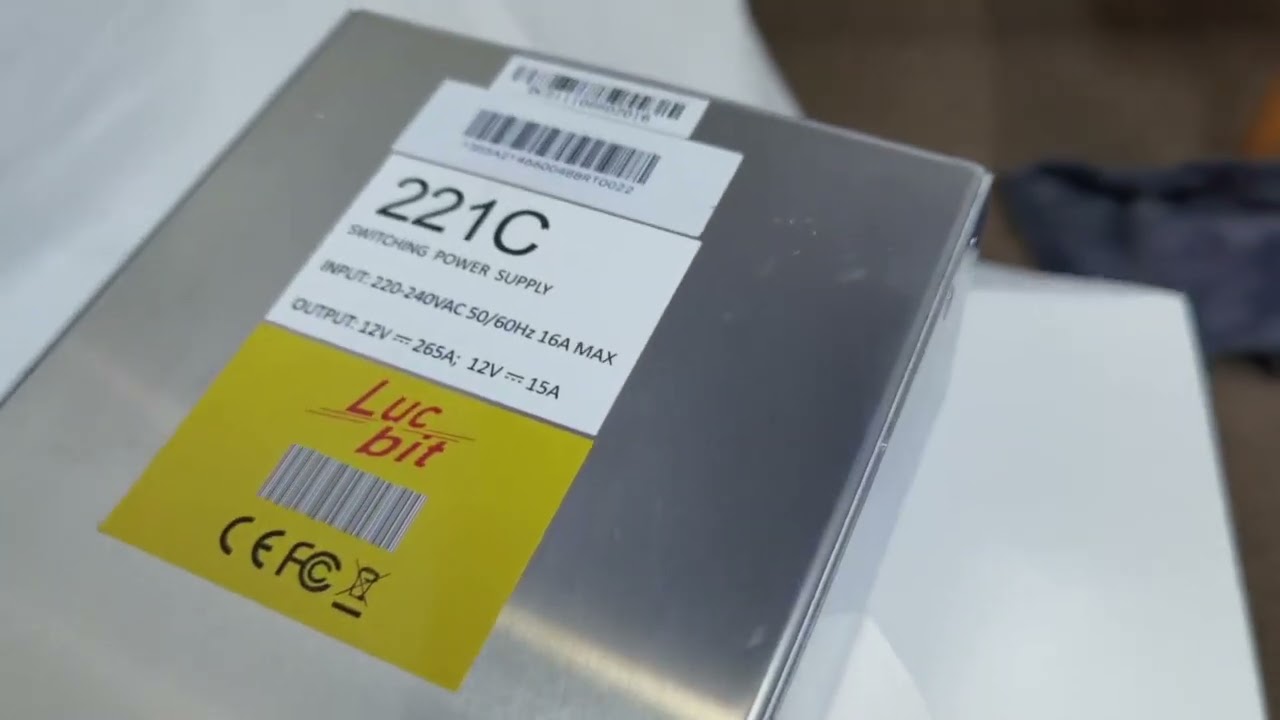 221C
SWITCHING POWER SUPPLY
INPUT: 220-240VAC 50/60Hz 16A MAX
OUTPUT: 12V ⎓ 265A; 12V ⎓ 15A
Luc
bit
CE FC